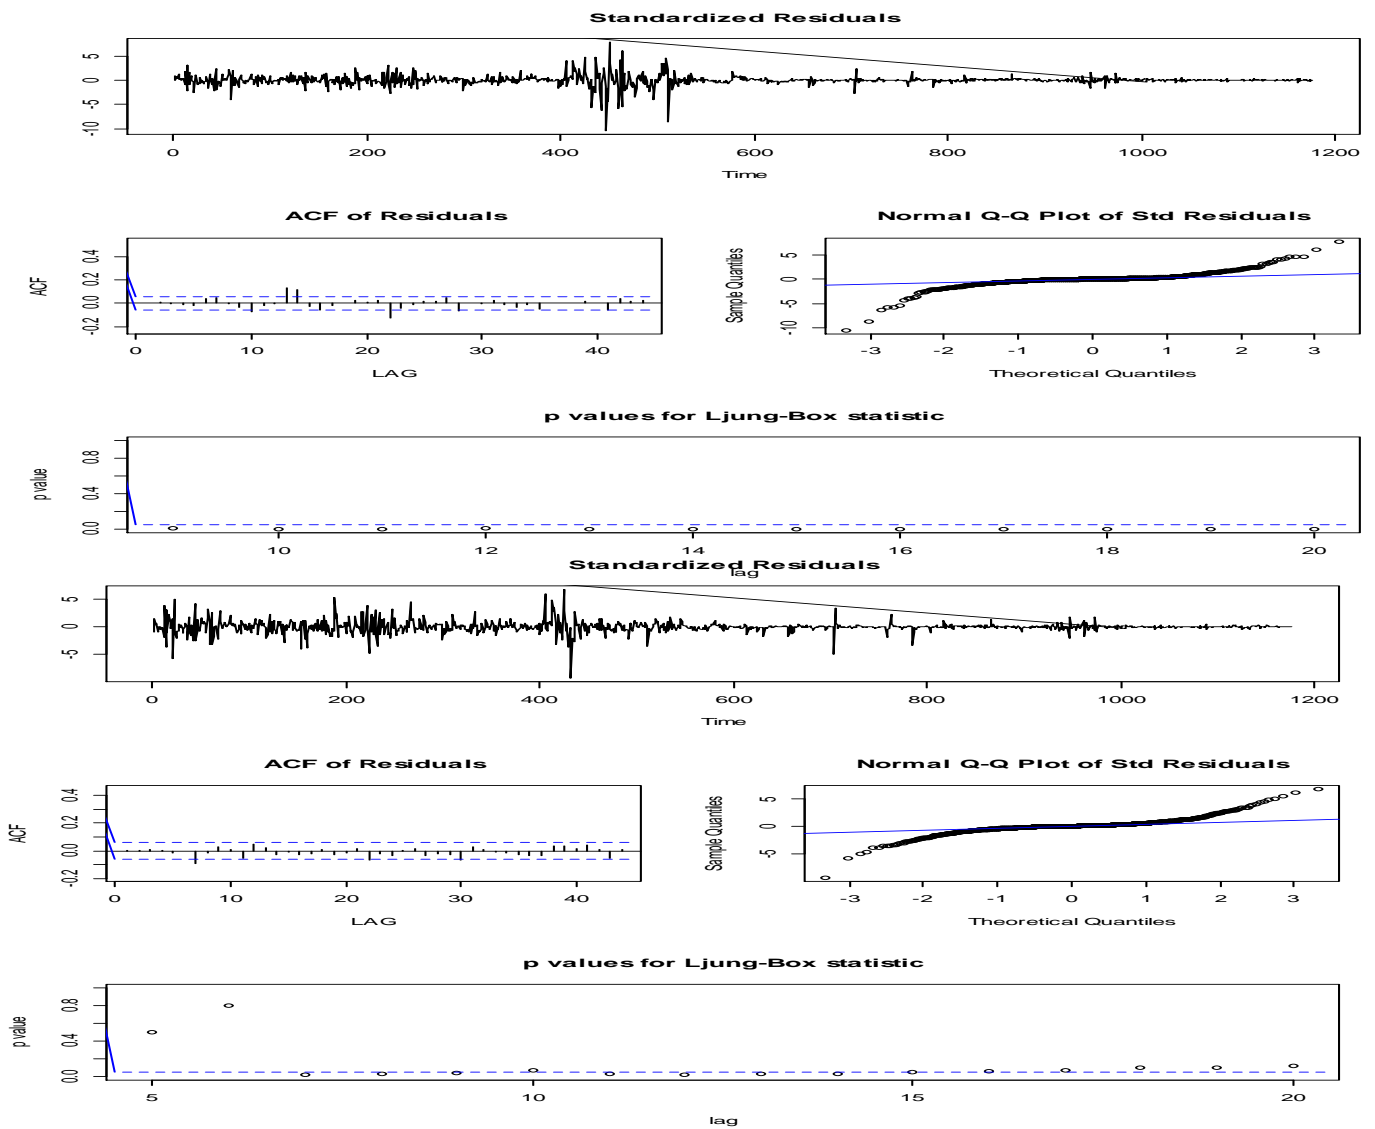 Standardized Residuals
5
0
-5
-10
0 200 400 600 800 1000 1200
Time
ACF of Residuals
ACF
0.4
0.2
0.0
-0.2
0 10 20 30 40
LAG
Normal Q-Q Plot of Std Residuals
Sample Quantiles
5
0
-5
-10
-3 -2 -1 0 1 2 3
Theoretical Quantiles
p values for Ljung-Box statistic
p value
0.8
0.4
0.0
10 12 14 16 18 20
lag
Standardized Residuals
5
0
-5
0 200 400 600 800 1000 1200
Time
ACF of Residuals
ACF
0.4
0.2
0.0
-0.2
0 10 20 30 40
LAG
Normal Q-Q Plot of Std Residuals
Sample Quantiles
5
0
-5
-3 -2 -1 0 1 2 3
Theoretical Quantiles
p values for Ljung-Box statistic
p value
0.8
0.4
0.0
5 10 15 20
lag